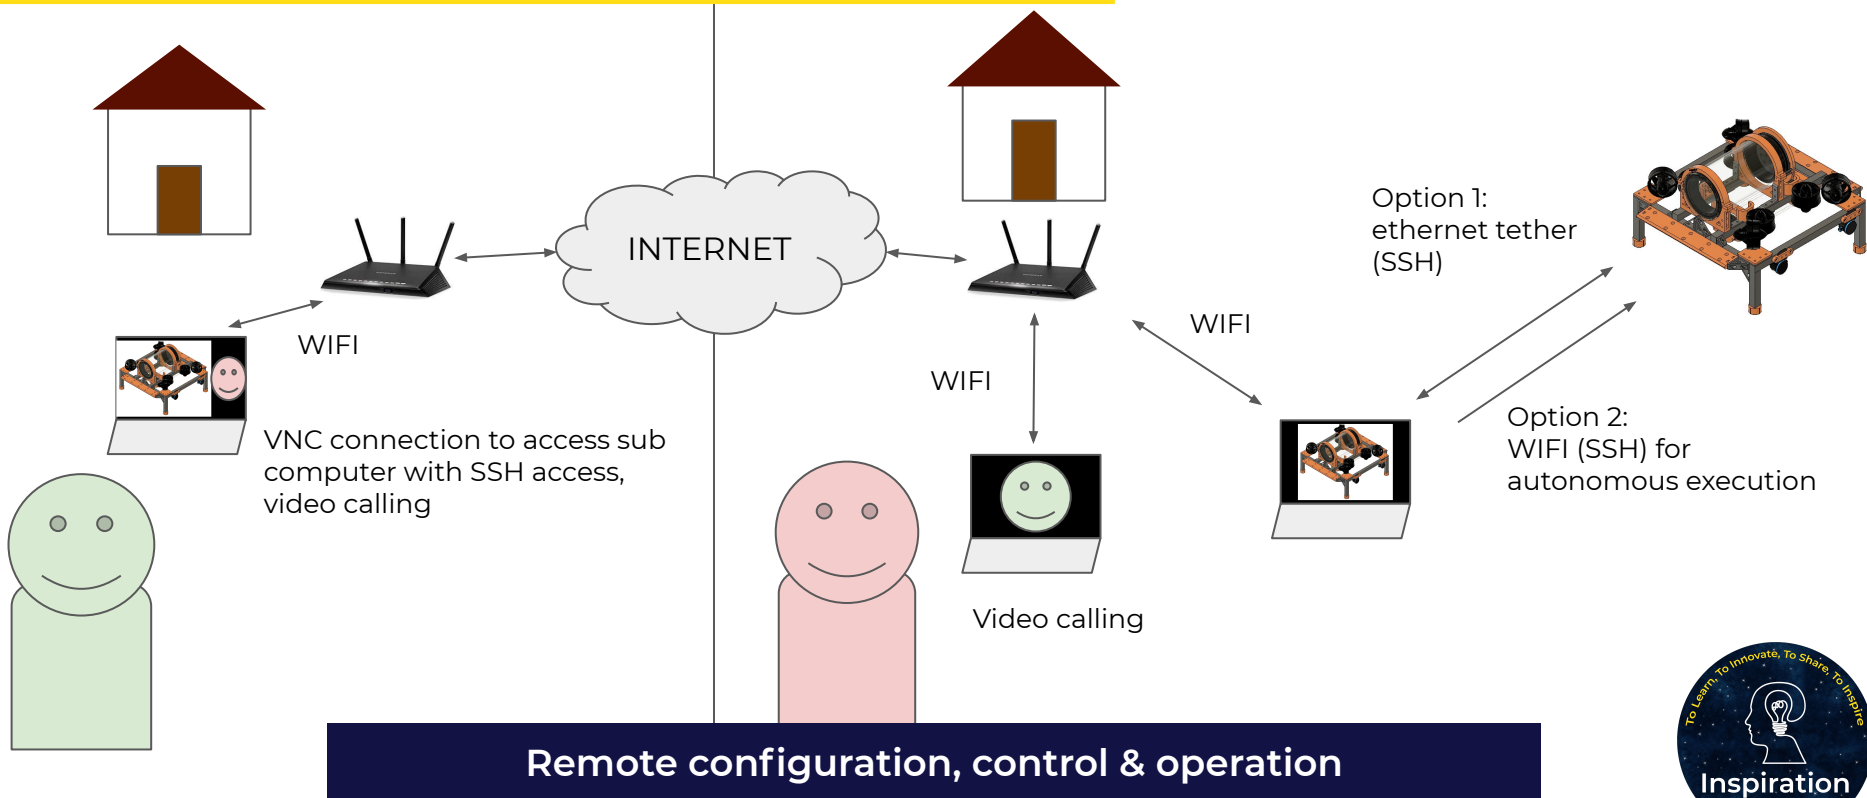 INTERNET
WIFI
VNC connection to access sub
computer with SSH access,
video calling
WIFI
Video calling
WIFI
Option 1:
ethernet tether
(SSH)
Option 2:
WIFI (SSH) for
autonomous execution
Remote configuration, control & operation
To Learn, To Innovate, To Share, To Inspire
Inspiration